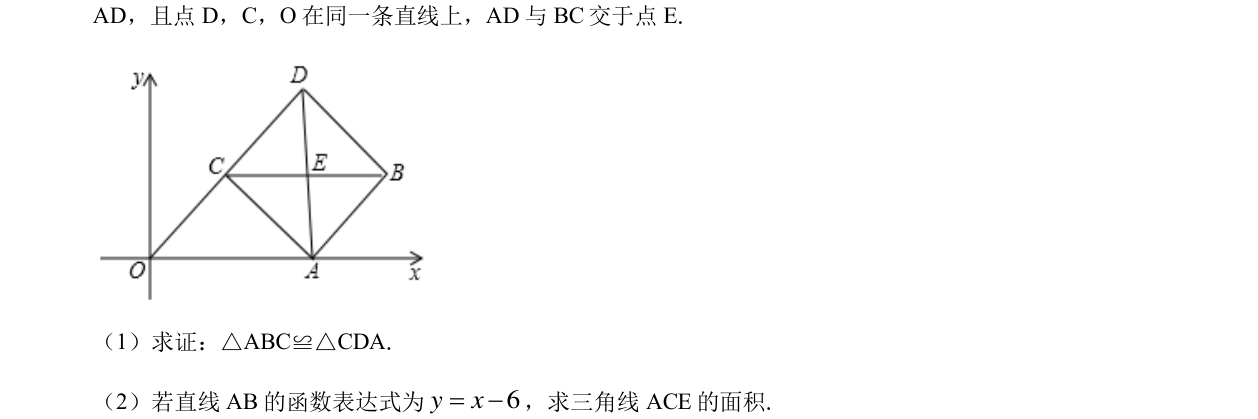 AD，且点 D，C，O 在同一条直线上，AD 与 BC 交于点 E.
y
D
C
E
B
O
A
x
（1）求证：△ABC≌△CDA.
（2）若直线 AB 的函数表达式为 y = x − 6，求三角线 ACE 的面积.